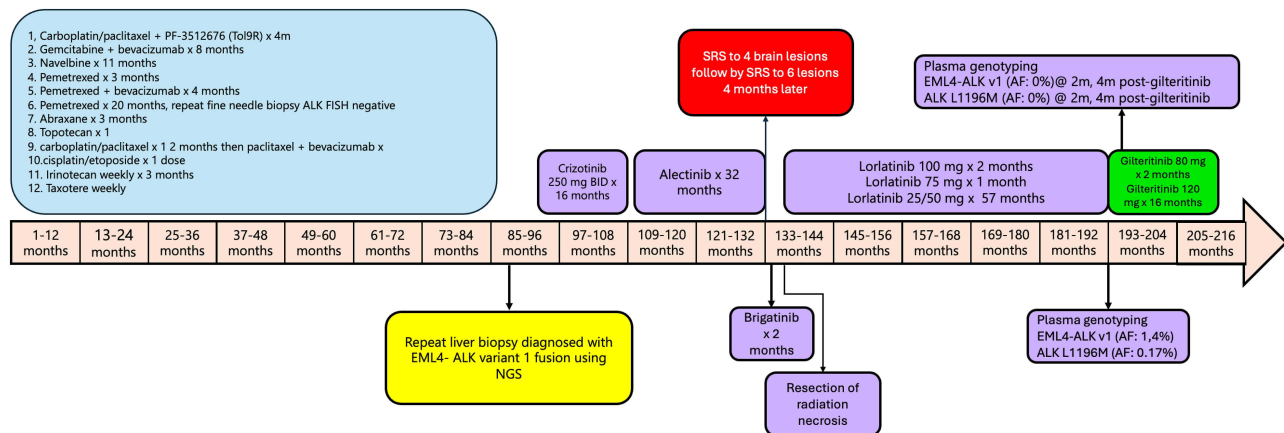 1, Carboplatin/paclitaxel + PF-3512676 (Tol9R) x 4m
2. Gemcitabine + bevacizumab x 8 months
3. Navelbine x 11 months
4. Pemetrexed x 3 months
5. Pemetrexed + bevacizumab x 4 months
6. Pemetrexed x 20 months, repeat fine needle biopsy ALK FISH negative
7. Abraxane x 3 months
8. Topotecan x 1
9. carboplatin/paclitaxel x 1 2 months then paclitaxel + bevacizumab x
10.cisplatin/etoposide x 1 dose
11. Irinotecan weekly x 3 months
12. Taxotere weekly
SRS to 4 brain lesions
follow by SRS to 6 lesions
4 months later
Plasma genotyping
EML4-ALK v1 (AF: 0%)@ 2m, 4m post-gilteritinib
ALK L1196M (AF: 0%) @ 2m, 4m post-gilteritinib
Crizotinib
250 mg BID x
16 months
Alectinib x 32
months
Lorlatinib 100 mg x 2 months
Lorlatinib 75 mg x 1 month
Lorlatinib 25/50 mg x 57 months
Gilteritinib 80 mg
x 2 months
Gilteritinib 120
mg x 16 months
1-12
months
13-24
months
25-36
months
37-48
months
49-60
months
61-72
months
73-84
months
85-96
months
97-108
months
109-120
months
121-132
months
133-144
months
145-156
months
157-168
months
169-180
months
181-192
months
193-204
months
205-216
months
Repeat liver biopsy diagnosed with
EML4- ALK variant 1 fusion using
NGS
Brigatinib
x 2
months
Resection of
radiation
necrosis
Plasma genotyping
EML4-ALK v1 (AF: 1,4%)
ALK L1196M (AF: 0.17%)